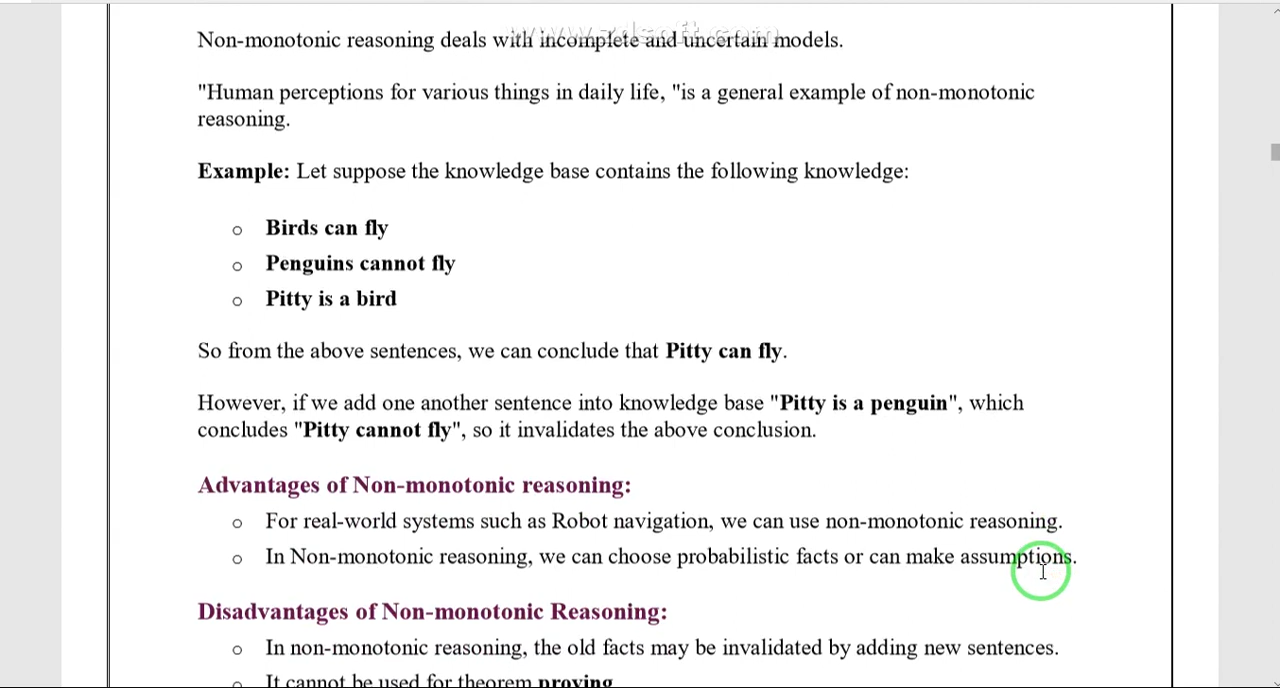 www.zdsoft.com
Non-monotonic reasoning deals with incomplete and uncertain models.
"Human perceptions for various things in daily life, "is a general example of non-monotonic
reasoning.
Example: Let suppose the knowledge base contains the following knowledge:
o Birds can fly
o Penguins cannot fly
o Pitty is a bird
So from the above sentences, we can conclude that Pitty can fly.
However, if we add one another sentence into knowledge base "Pitty is a penguin", which
concludes "Pitty cannot fly", so it invalidates the above conclusion.
Advantages of Non-monotonic reasoning:
o For real-world systems such as Robot navigation, we can use non-monotonic reasoning.
o In Non-monotonic reasoning, we can choose probabilistic facts or can make assumptions.
Disadvantages of Non-monotonic Reasoning:
o In non-monotonic reasoning, the old facts may be invalidated by adding new sentences.
o It cannot be used for theorem proving